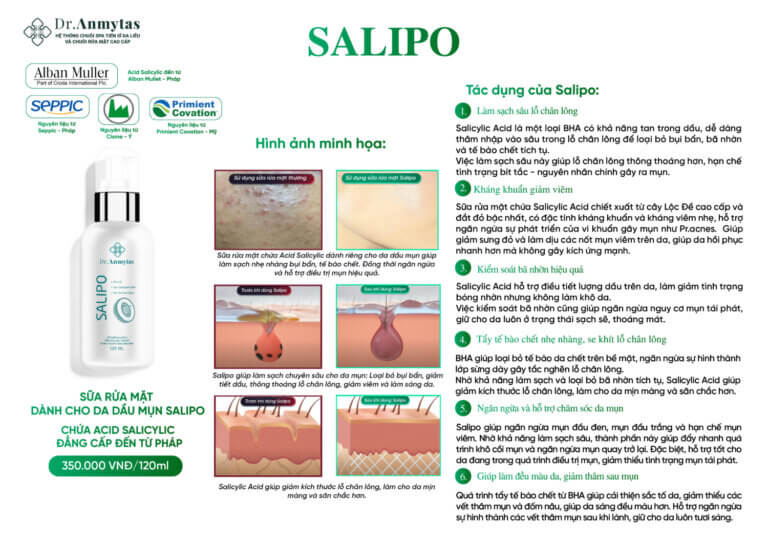 Dr.Anmytas
HỆ THỐNG CHUỖI SPA TIẾN SĨ DA LIỄU
VÀ CHUỖI RỬA MẶT CAO CẤP
SALIPO
Alban Muller
Part of Croda International Plc.
Acid Salicylic đến từ
Alban Mullet - Pháp
SEPPIC
Primient
Covation
Nguyên liệu từ
Seppic - Pháp
Nguyên liệu từ
Nguyên liệu từ
Primient Covation - Mỹ
Dr.Anmytas
SALIPO
120 ML
SỮA RỬA MẶT
DÀNH CHO DA DẦU MỤN SALIPO
CHỨA ACID SALICYLIC
ĐẲNG CẤP ĐẾN TỪ PHÁP
350.000 VNĐ/120ml
Hình ảnh minh họa:
Sử dụng sữa rửa mặt thường
Sử dụng sữa rửa mặt Salipo
Sữa rửa mặt chứa Acid Salicylic dành riêng cho da dầu mụn giúp
làm sạch nhẹ nhàng bụi bẩn, tế bào chết. Đồng thời ngăn ngừa
và hỗ trợ điều trị mụn hiệu quả.
Trước khi dùng Salipo
Sau khi dùng Salipo
Salipo giúp làm sạch chuyên sâu cho da mụn: Loại bỏ bụi bẩn, giảm
tiết dầu, thông thoáng lỗ chân lông, giảm viêm và làm sáng da.
Trước khi dùng Salipo
Sau khi dùng Salipo
Salicylic Acid giúp giảm kích thước lỗ chân lông, làm cho da mịn
màng và săn chắc hơn.
Tác dụng của Salipo:
1. Làm sạch sâu lỗ chân lông
Salicylic Acid là một loại BHA có khả năng tan trong dầu, dễ dàng
thâm nhập vào sâu trong lỗ chân lông để loại bỏ bụi bẩn, bã nhờn
và tế bào chết tích tụ.
Việc làm sạch sâu này giúp lỗ chân lông thông thoáng hơn, hạn chế
tình trạng bít tắc - nguyên nhân chính gây ra mụn.
2. Kháng khuẩn giảm viêm
Sữa rửa mặt chứa Salicylic Acid chiết xuất từ cây Lộc Đề cao cấp và
đắt đỏ bậc nhất, có đặc tính kháng khuẩn và kháng viêm nhẹ, hỗ trợ
ngăn ngừa sự phát triển của vi khuẩn gây mụn như Pr.acnes. Giúp
giảm sưng đỏ và làm dịu các nốt mụn viêm trên da, giúp da hồi phục
nhanh hơn mà không gây kích ứng mạnh.
3. Kiểm soát bã nhờn hiệu quả
Salicylic Acid hỗ trợ điều tiết lượng dầu trên da, làm giảm tình trạng
bóng nhờn nhưng không làm khô da.
Việc kiểm soát bã nhờn cũng giúp ngăn ngừa nguy cơ mụn tái phát,
giữ cho da luôn ở trạng thái sạch sẽ, thoáng mát.
4. Tẩy tế bào chết nhẹ nhàng, se khít lỗ chân lông
BHA giúp loại bỏ tế bào da chết trên bề mặt, ngăn ngừa sự hình thành
lớp sừng dày gây tắc nghẽn lỗ chân lông.
Nhờ khả năng làm sạch và loại bỏ bã nhờn tích tụ, Salicylic Acid giúp
giảm kích thước lỗ chân lông, làm cho da mịn màng và săn chắc hơn.
5. Ngăn ngừa và hỗ trợ chăm sóc da mụn
Salipo giúp ngăn ngừa mụn đầu đen, mụn đầu trắng và hạn chế mụn
viêm. Nhờ khả năng làm sạch sâu, thành phần này giúp đẩy nhanh quá
trình khô cồi mụn và ngăn ngừa mụn quay trở lại. Đặc biệt, hỗ trợ tốt cho
da đang trong quá trình điều trị mụn, giảm thiểu tình trạng mụn tái phát.
6. Giúp làm đều màu da, giảm thâm sau mụn
Quá trình tẩy tế bào chết từ BHA giúp cải thiện sắc tố da, giảm thiểu các
vết thâm mụn và đốm nâu, giúp da sáng đều màu hơn. Hỗ trợ ngăn ngừa
sự hình thành các vết thâm mụn sau khi lành, giữ cho da luôn tươi sáng.